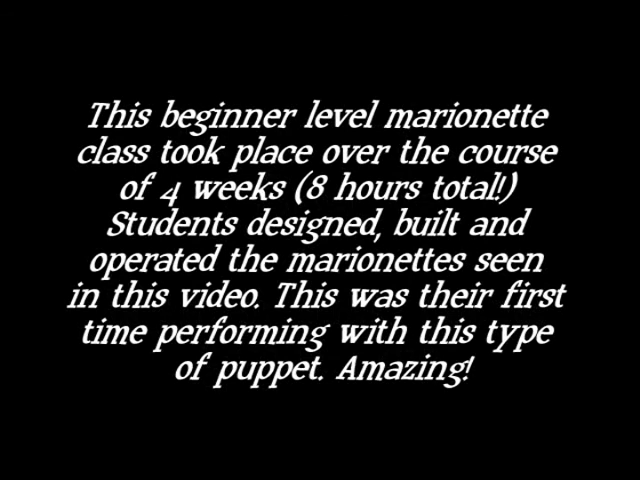 This beginner level marionette
class took place over the course
of 4 weeks (8 hours total!)
Students designed, built and
operated the marionettes seen
in this video. This was their first
time performing with this type
of puppet. Amazing!